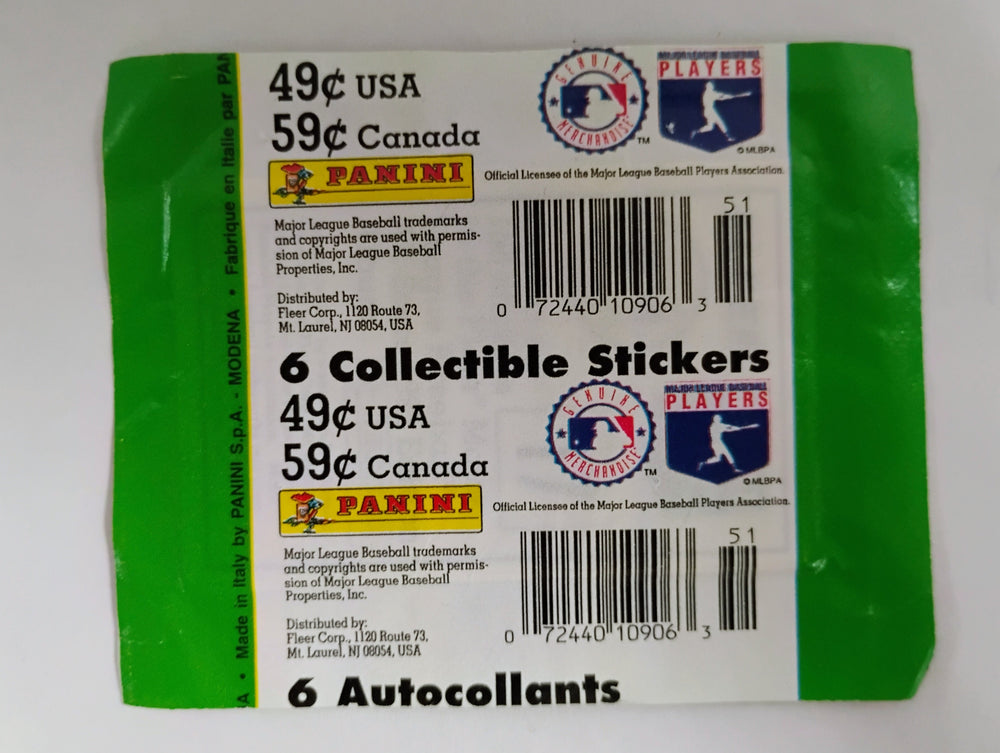 49¢ USA
59¢ Canada
PANINI
GENUINE
MERCHANDISE
TM
MAJOR LEAGUE BASEBALL
PLAYERS
© MLBPA
Official Licensee of the Major League Baseball Players Association.
Major League Baseball trademarks
and copyrights are used with permis-
sion of Major League Baseball
Properties, Inc.
Distributed by:
Fleer Corp., 1120 Route 73,
Mt. Laurel, NJ 08054, USA
51
0 72440 10906 3
6 Collectible Stickers
49¢ USA
59¢ Canada
PANINI
GENUINE
MERCHANDISE
TM
MAJOR LEAGUE BASEBALL
PLAYERS
© MLBPA
Official Licensee of the Major League Baseball Players Association.
Major League Baseball trademarks
and copyrights are used with permis-
sion of Major League Baseball
Properties, Inc.
Distributed by:
Fleer Corp., 1120 Route 73,
Mt. Laurel, NJ 08054, USA
51
0 72440 10906 3
6 Autocollants
A • Made in Italy by PANINI S.p.A. - MODENA • Fabrique en Italie par PAN